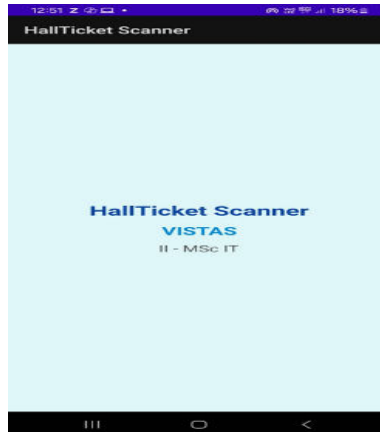 12:51 Z 18%
HallTicket Scanner
HallTicket Scanner
VISTAS
II - MSc IT